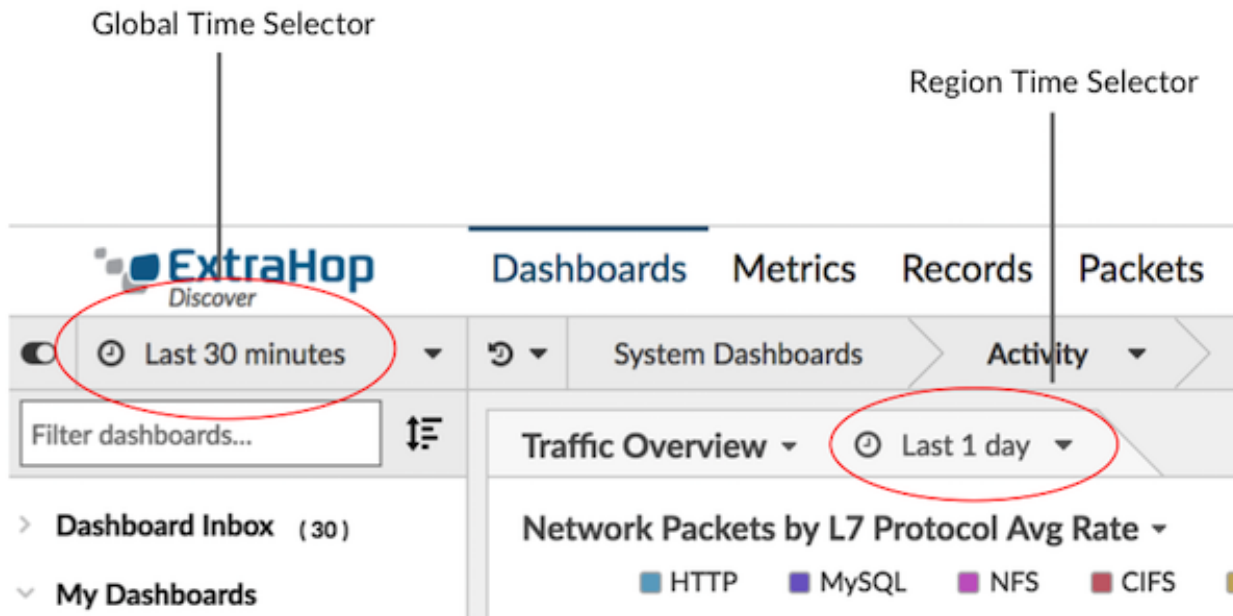 Global Time Selector
Region Time Selector
ExtraHop
Discover
Dashboards Metrics Records Packets
Last 30 minutes
System Dashboards Activity
Filter dashboards...
Traffic Overview Last 1 day
Dashboard Inbox (30)
Network Packets by L7 Protocol Avg Rate
HTTP MySQL NFS CIFS
My Dashboards